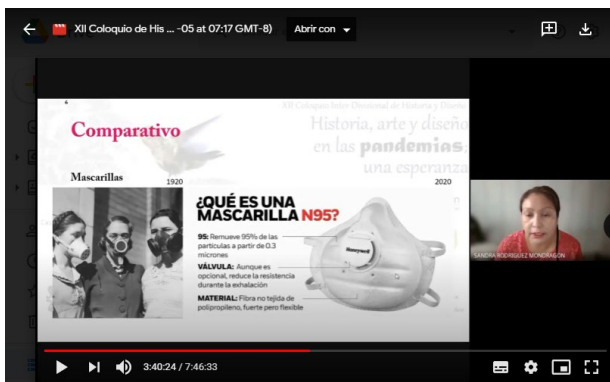 XII Coloquio de His ... -05 at 07:17 GMT-8)
Abrir con
XII Coloquio Inter Divisional de Historia y Diseño
Historia, arte y diseño
en las pandemias:
una esperanza
Comparativo
Mascarillas
1920
2020
¿QUÉ ES UNA
MASCARILLA N95?
95: Remueve 95% de las
partículas a partir de 0.3
micrones
VÁLVULA: Aunque es
opcional, reduce la resistencia
durante la exhalación
MATERIAL: Fibra no tejida de
polipropileno, fuerte pero flexible
Honeywell
SANDRA RODRIGUEZ MONDRAGON
3:40:24 / 7:46:33